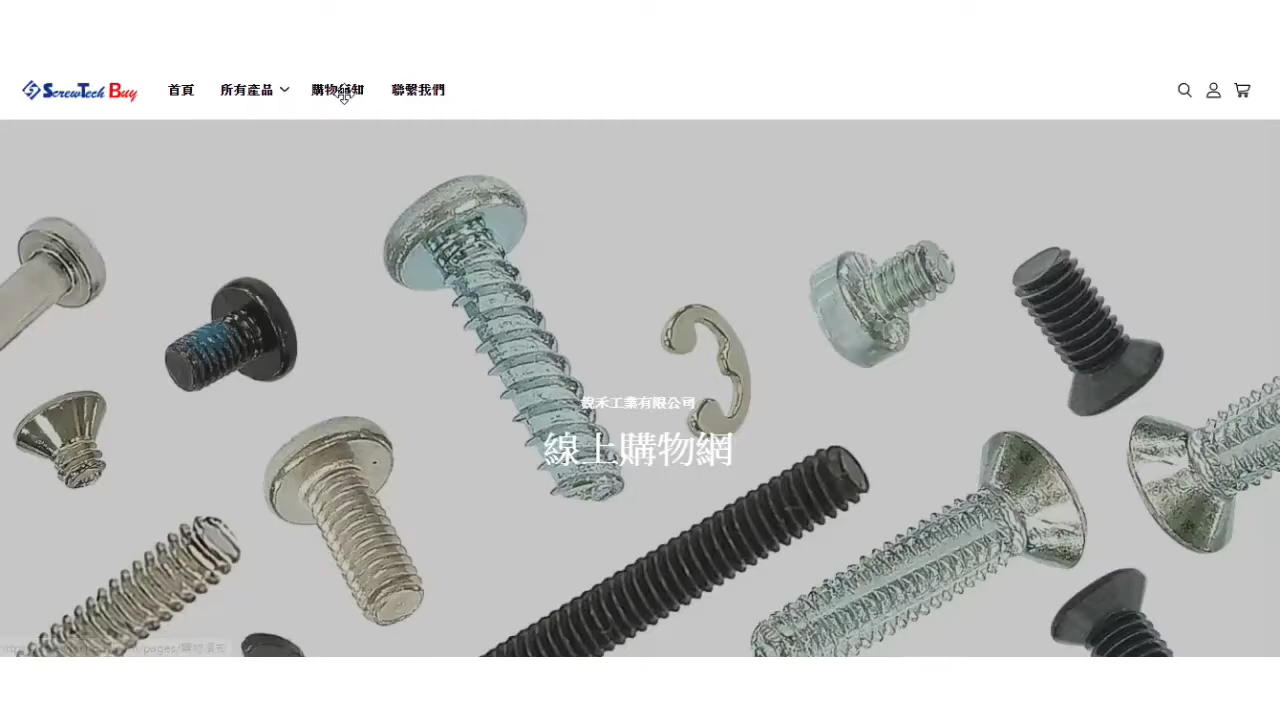 ScrewTech Buy
首頁
所有產品
購物須知
聯繫我們
線上購物網